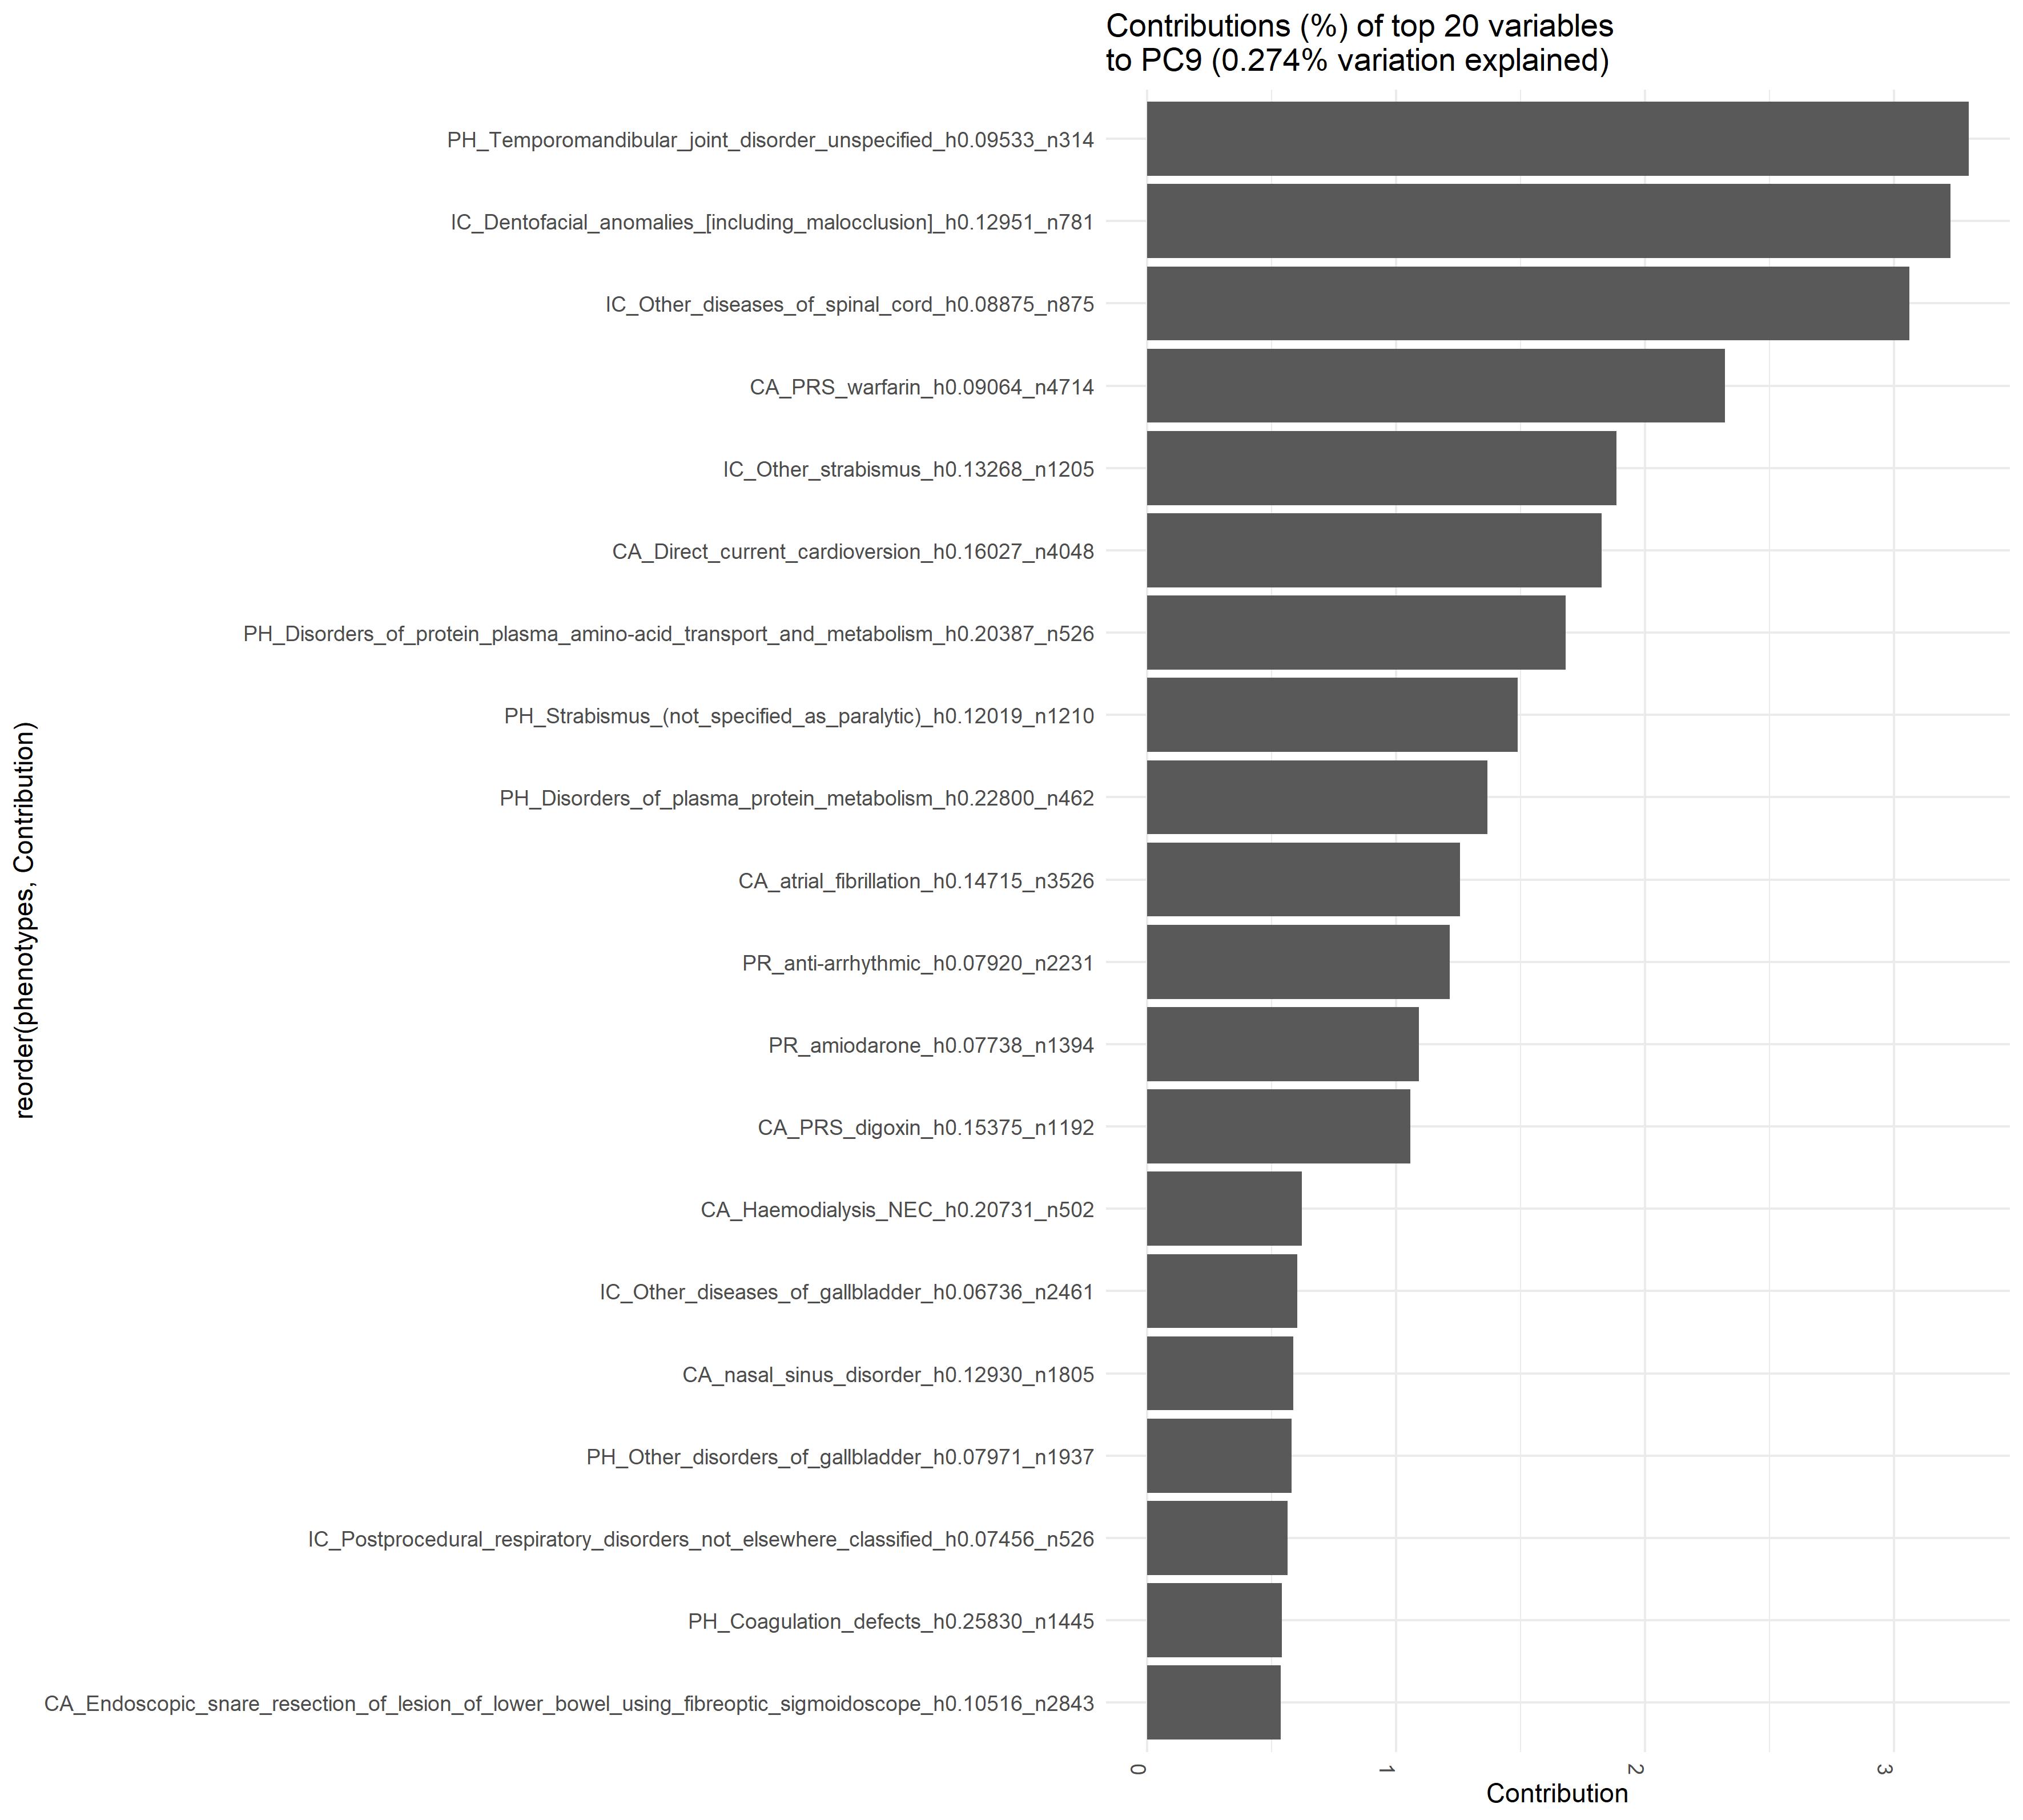 Contributions (%) of top 20 variables
to PC9 (0.274% variation explained)
PH_Temporomandibular_joint_disorder_unspecified_h0.09533_n314
IC_Dentofacial_anomalies_[including_malocclusion]_h0.12951_n781
IC_Other_diseases_of_spinal_cord_h0.08875_n875
CA_PRS_warfarin_h0.09064_n4714
IC_Other_strabismus_h0.13268_n1205
CA_Direct_current_cardioversion_h0.16027_n4048
PH_Disorders_of_protein_plasma_amino-acid_transport_and_metabolism_h0.20387_n526
PH_Strabismus_(not_specified_as_paralytic)_h0.12019_n1210
PH_Disorders_of_plasma_protein_metabolism_h0.22800_n462
CA_atrial_fibrillation_h0.14715_n3526
PR_anti-arrhythmic_h0.07920_n2231
PR_amiodarone_h0.07738_n1394
CA_PRS_digoxin_h0.15375_n1192
CA_Haemodialysis_NEC_h0.20731_n502
IC_Other_diseases_of_gallbladder_h0.06736_n2461
CA_nasal_sinus_disorder_h0.12930_n1805
PH_Other_disorders_of_gallbladder_h0.07971_n1937
IC_Postprocedural_respiratory_disorders_not_elsewhere_classified_h0.07456_n526
PH_Coagulation_defects_h0.25830_n1445
CA_Endoscopic_snare_resection_of_lesion_of_lower_bowel_using_fibreoptic_sigmoidoscope_h0.10516_n2843
reorder(phenotypes, Contribution)
0
1
2
3
Contribution